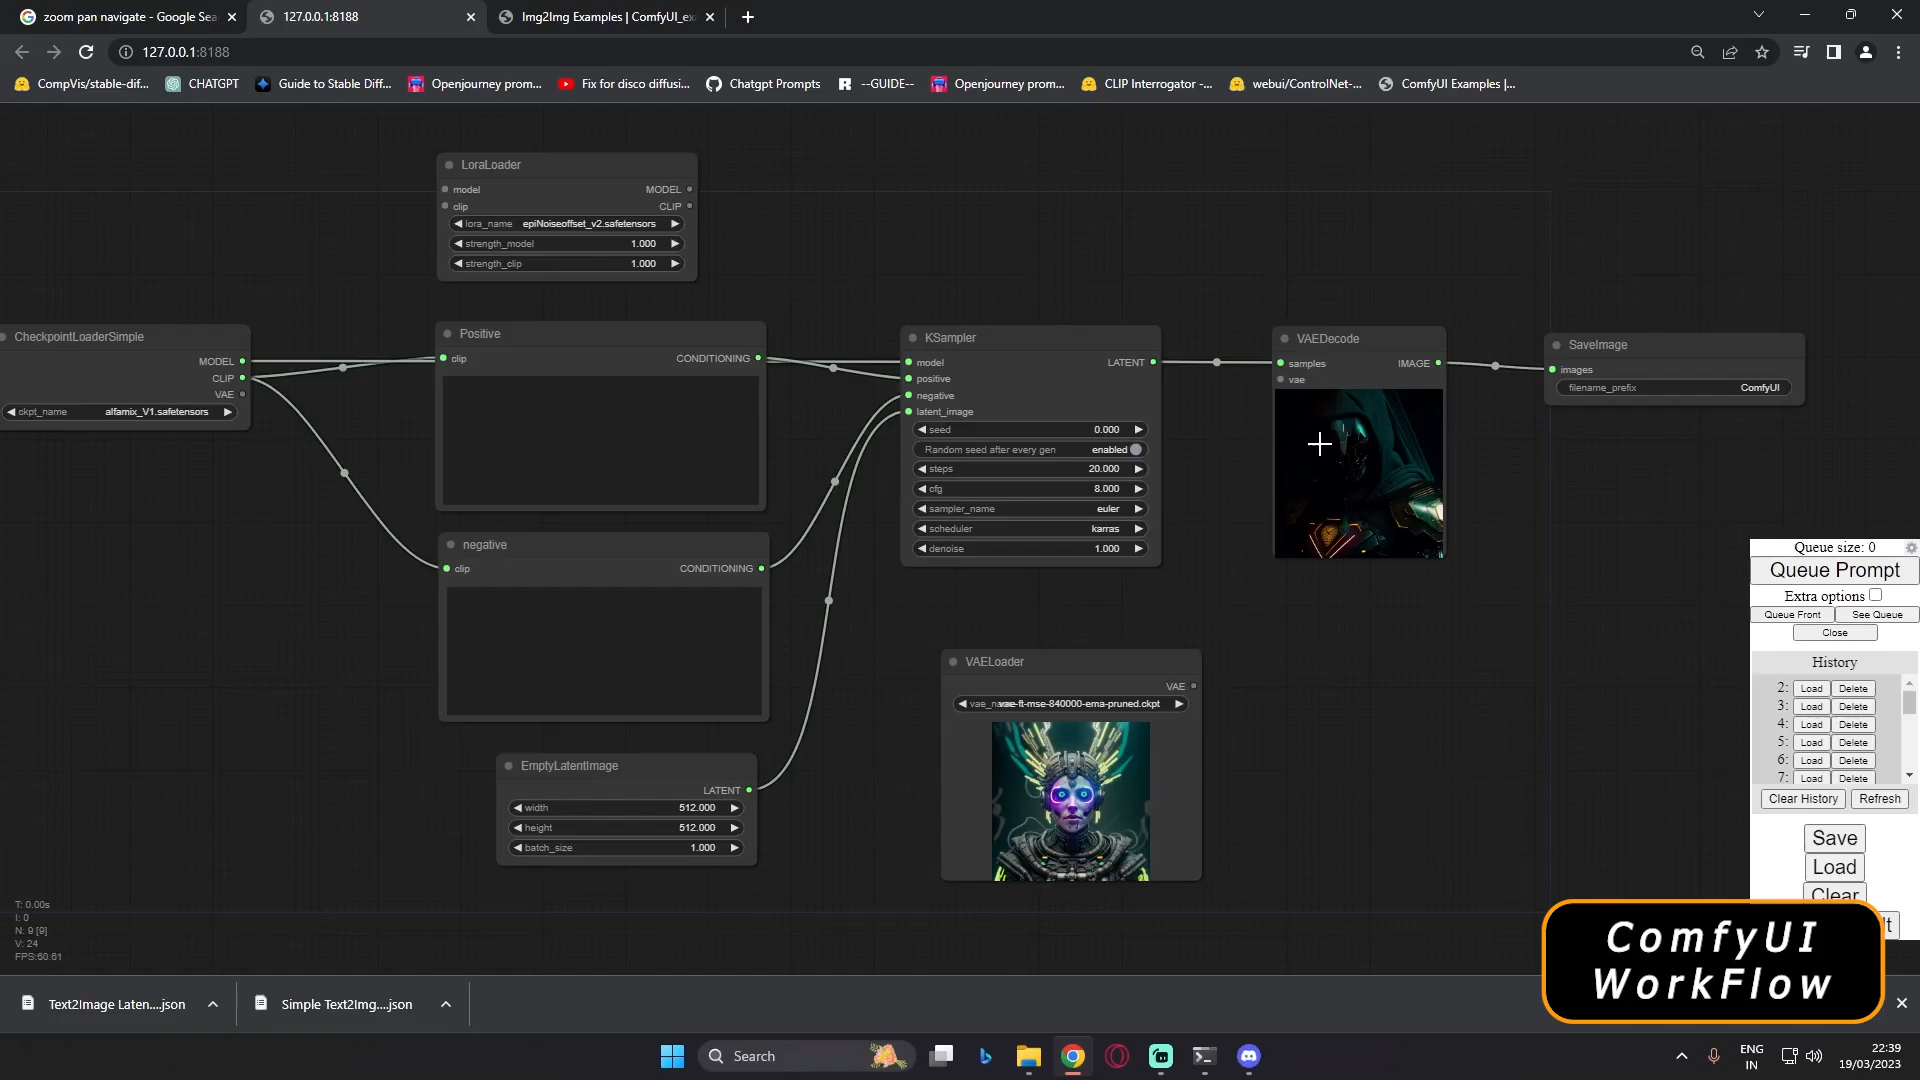 zoom pan navigate - Google Sea
127.0.0.1:8188
Img2Img Examples | ComfyUI_ex
127.0.0.1:8188
CompVis/stable-dif...
CHATGPT
Guide to Stable Diff...
Openjourney prom...
Fix for disco diffusi...
Chatgpt Prompts
--GUIDE--
Openjourney prom...
CLIP Interrogator -...
webui/ControlNet-...
ComfyUI Examples |...
LoraLoader
model MODEL
clip CLIP
lora_name epiNoiseoffset_v2.safetensors
strength_model 1.000
strength_clip 1.000
CheckpointLoaderSimple
MODEL
CLIP
VAE
ckpt_name alfamix_V1.safetensors
Positive
clip CONDITIONING
negative
clip CONDITIONING
EmptyLatentImage
LATENT
width 512.000
height 512.000
batch_size 1.000
KSampler
model LATENT
positive
negative
latent_image
seed 0.000
Random seed after every gen enabled
steps 20.000
cfg 8.000
sampler_name euler
scheduler karras
denoise 1.000
VAELoader
VAE
vae-ft-mse-840000-ema-pruned.ckpt
VAEDecode
samples IMAGE
vae
SaveImage
images
filename_prefix ComfyUI
Queue size: 0
Queue Prompt
Extra options
Queue Front See Queue
Close
History
2: Load Delete
3: Load Delete
4: Load Delete
5: Load Delete
6: Load Delete
7: Load Delete
Clear History Refresh
Save
Load
Clear
lt
T: 0.00s
I: 0
N: 9 [9]
V: 24
FPS:60.61
ComfyUI
WorkFlow
Text2Image Laten....json
Simple Text2Img....json
Search
ENG
IN
22:39
19/03/2023